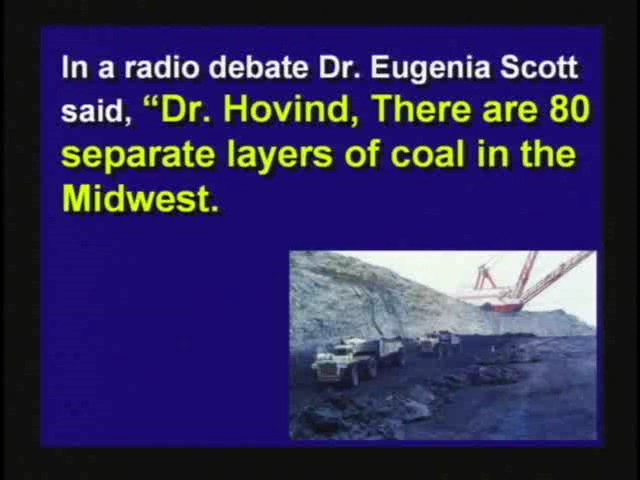 In a radio debate Dr. Eugenia Scott
said, “Dr. Hovind, There are 80
separate layers of coal in the
Midwest.